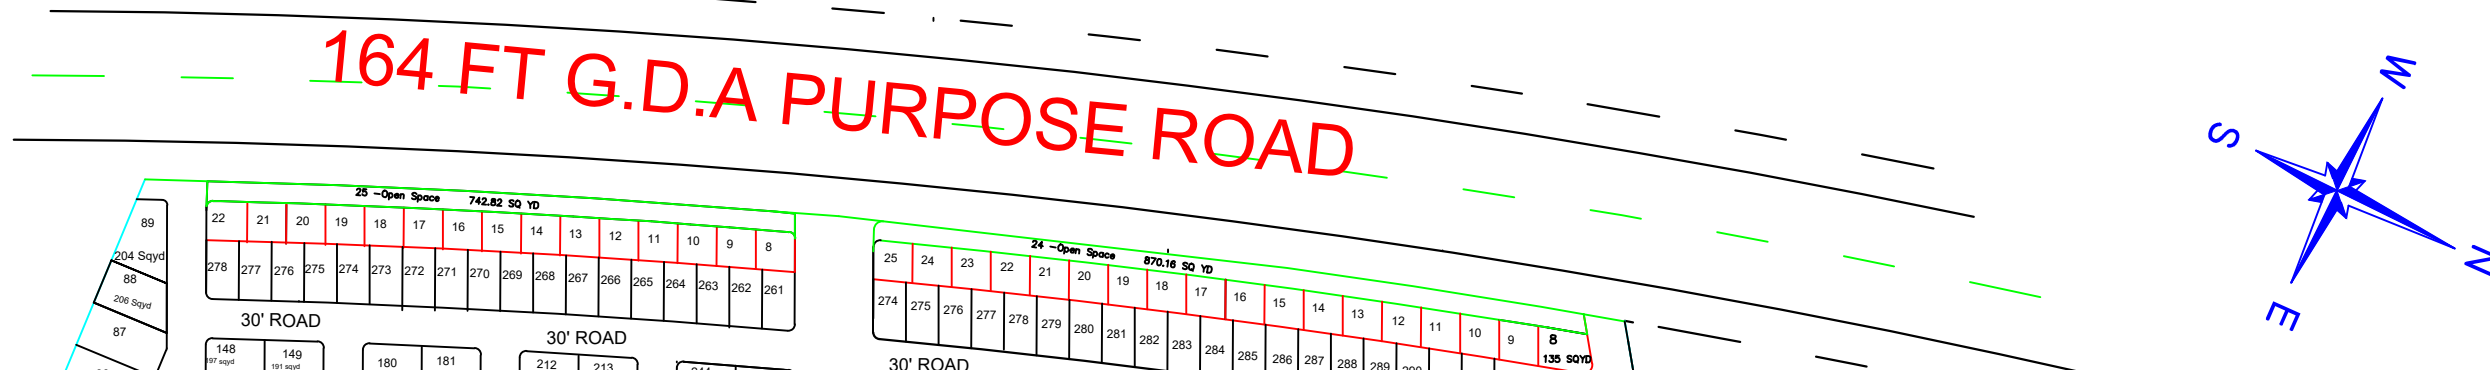 164 FT G.D.A PURPOSE ROAD
W
S
N
E
25 -Open Space 742.82 SQ YD
22 21 20 19 18 17 16 15 14 13 12 11 10 9 8
278 277 276 275 274 273 272 271 270 269 268 267 266 265 264 263 262 261
89
204 Sqyd
88
206 Sqyd
87
30' ROAD
30' ROAD
148
197 sqyd
149
191 sqyd
180 181
212 213
24 -Open Space 870.16 SQ YD
25 24 23 22 21 20 19 18 17 16 15 14 13 12 11 10 9 8
135 SQYD
274 275 276 277 278 279 280 281 282 283 284 285 286 287 288 289
30' ROAD